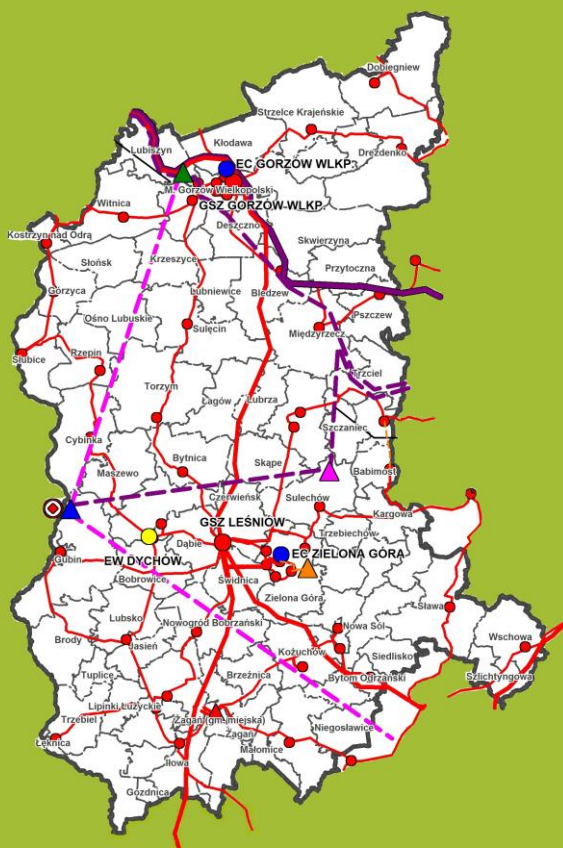 Dobiegniew
Strzelce Krajeńskie
Kłodawa
Lubiszyn
Drezdenko
EC GORZÓW WLKP
M. Gorzów Wielkopolski
Witnica
GSZ GORZÓW WLKP
Deszczno
Kostrzyn nad Odrą
Skwierzyna
Słońsk
Krzeszyce
Przytoczna
Górzyca
Lubniewice
Bledzew
Ośno Lubuskie
Pszczew
Sulęcin
Międzyrzecz
Rzepin
Słubice
Trzciel
Torzym
Łagów
Lubrza
Cybinka
Szczaniec
Bytnica
Skąpe
Maszewo
Babimost
Czerwieńsk
Sulechów
Kargowa
GSZ LEŚNIÓW
Trzebiechów
Dąbie
EC ZIELONA GÓRA
Gubin
EW DYCHÓW
Bobrowice
Świdnica
Zielona Góra
Sława
Lubsko
Nowogród Bobrzański
Nowa Sól
Wschowa
Brody
Jasień
Kożuchów
Siedlisko
Tuplice
Brzeźnica
Szlichtyngowa
Bytom Odrzański
Lipinki Łużyckie
Trzebiel
Żagań (gm. miejska)
Niegosławice
Żagań
Łęknica
Małomice
Iłowa
Gozdnica